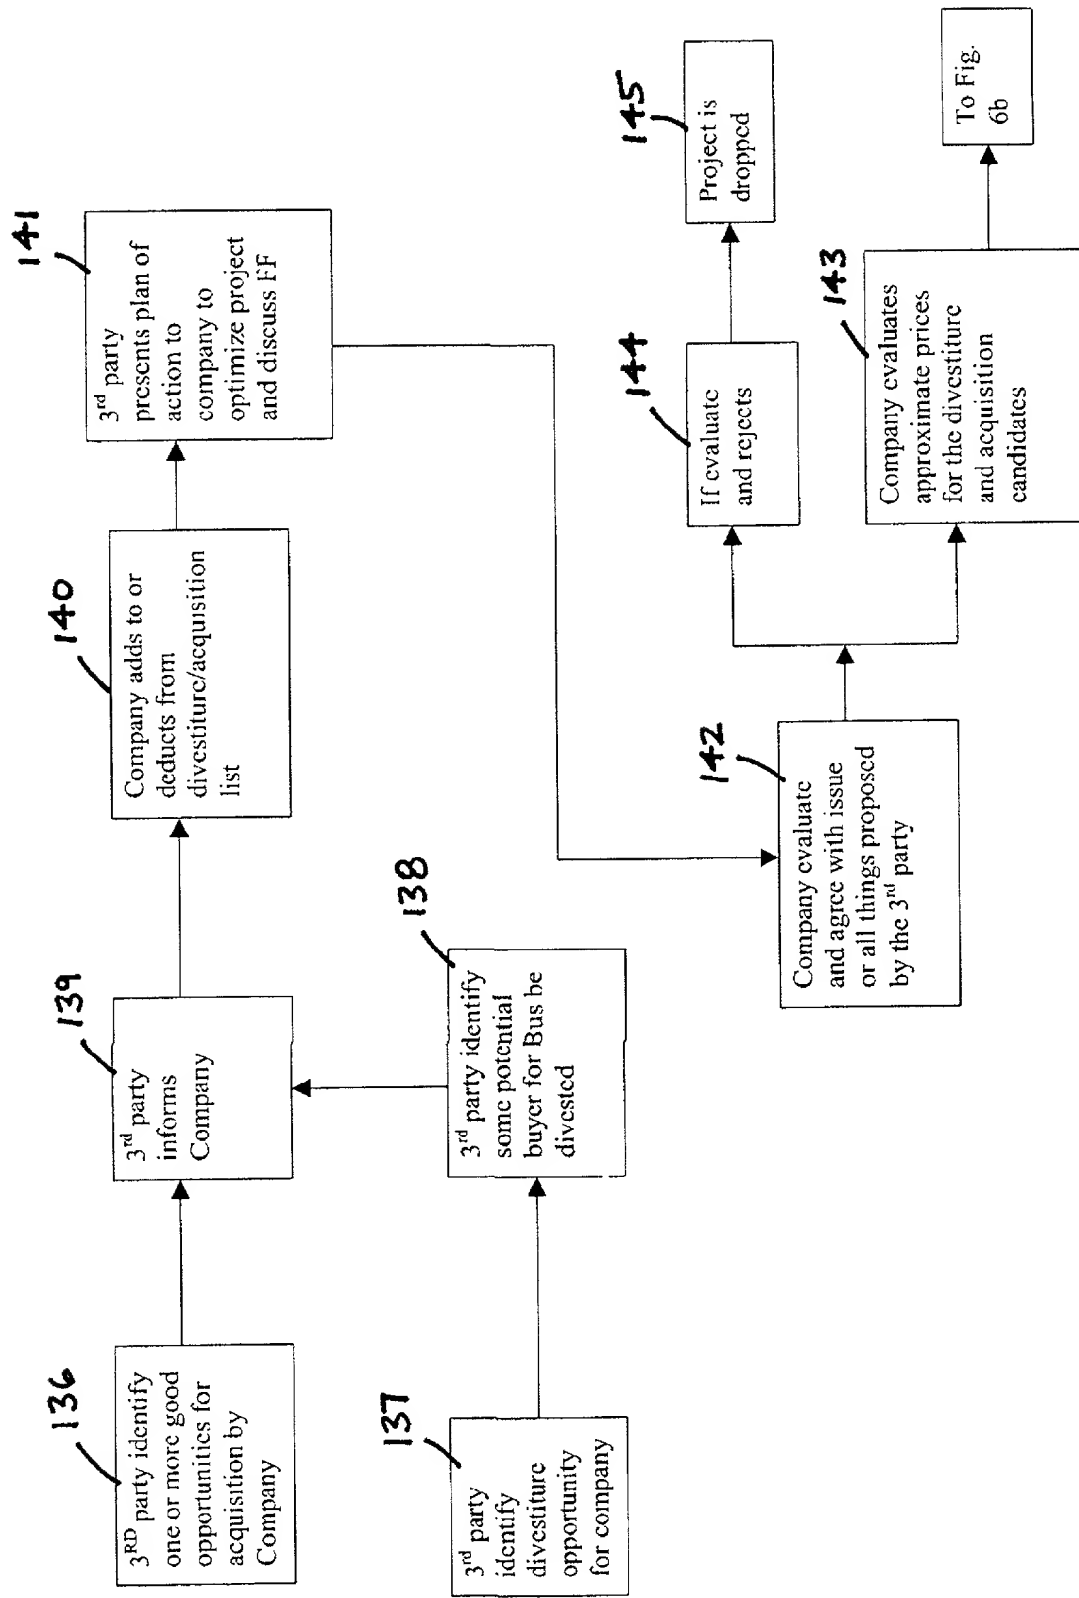 136
3RD party identify
one or more good
opportunities for
acquisition by
Company
139
3rd party
informs
Company
140
Company adds to or
deducts from
divestiture/acquisition
list
141
3rd party
presents plan of
action to
company to
optimize project
and discuss FF
137
3rd party
identify
divestiture
opportunity
for company
138
3rd party identify
some potential
buyer for Bus be
divested
142
Company evaluate
and agree with issue
or all things proposed
by the 3rd party
144
If evaluate
and rejects
145
Project is
dropped
143
Company evaluates
approximate prices
for the divestiture
and acquisition
candidates
To Fig.
6b